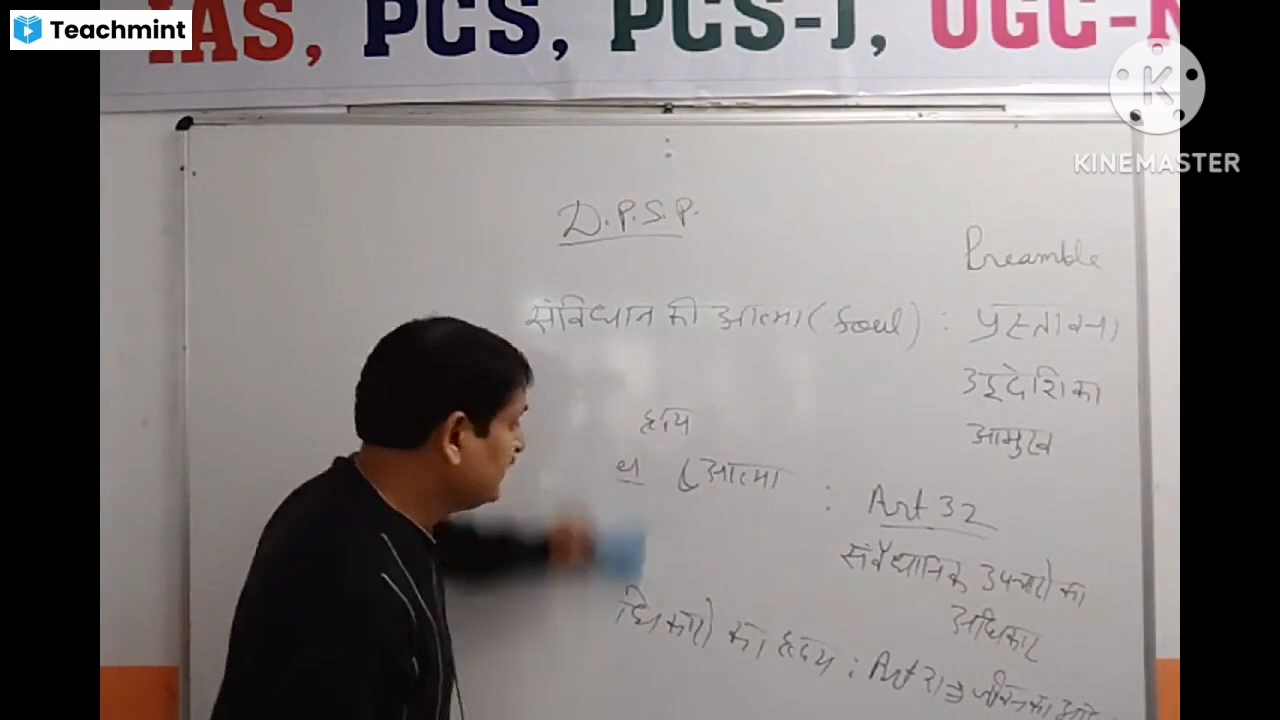 Teachmint
IAS, PCS, PCS-J, UGC-N
KINEMASTER
D.P.S.P.
Preamble
संविधान की आत्मा (Soul) : प्रस्तावना
उद्देशिका
आमुख
हृदय
आत्मा : Art 32
संवैधानिक उपचारो का
अधिकार
धिकारो का हृदय : Art 21 जीवन का